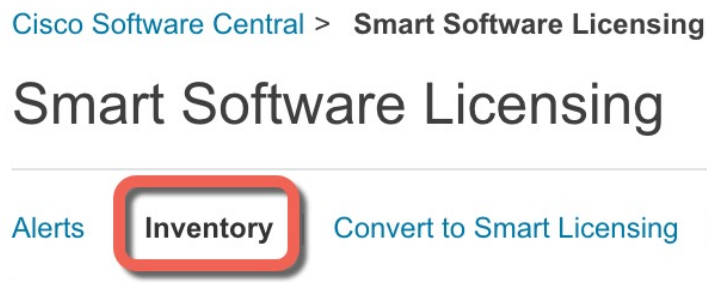 Cisco Software Central > Smart Software Licensing
Smart Software Licensing
Alerts Inventory Convert to Smart Licensing